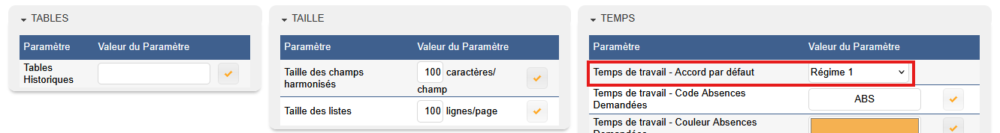 TABLES
Paramètre Valeur du Paramètre
Tables
Historiques
TAILLE
Paramètre Valeur du Paramètre
Taille des champs
harmonisés
100 caractères/
champ
Taille des listes 100 lignes/page
TEMPS
Paramètre Valeur du Paramètre
Temps de travail - Accord par défaut Régime 1
Temps de travail - Code Absences
Demandées
ABS
Temps de travail - Couleur Absences
Demandées